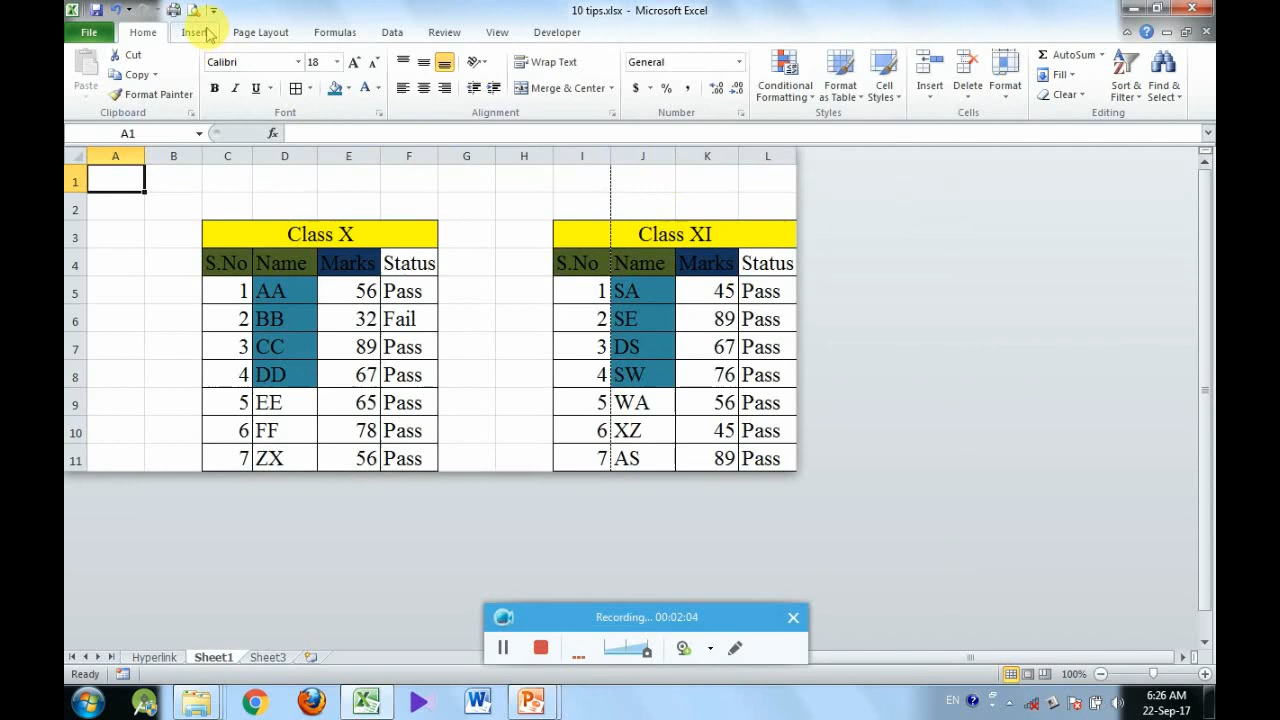 10 tips.xlsx - Microsoft Excel
File Home Insert Page Layout Formulas Data Review View Developer
Cut
Copy
Format Painter
Paste
Clipboard
Calibri 18
B I U A
Font
Wrap Text
Merge & Center
Alignment
General
$ % ,
Number
Conditional Formatting
Format as Table
Cell Styles
Styles
Insert Delete Format
Cells
Σ AutoSum
Fill
Clear
Sort & Filter
Find & Select
Editing
A1 fx
A B C D E F G H I J K L
1
2
3 Class X Class XI
4 S.No Name Marks Status S.No Name Marks Status
5 1 AA 56 Pass 1 SA 45 Pass
6 2 BB 32 Fail 2 SE 89 Pass
7 3 CC 89 Pass 3 DS 67 Pass
8 4 DD 67 Pass 4 SW 76 Pass
9 5 EE 65 Pass 5 WA 56 Pass
10 6 FF 78 Pass 6 XZ 45 Pass
11 7 ZX 56 Pass 7 AS 89 Pass
Recording... 00:02:04
Hyperlink Sheet1 Sheet3
Ready 100%
EN 6:26 AM
22-Sep-17